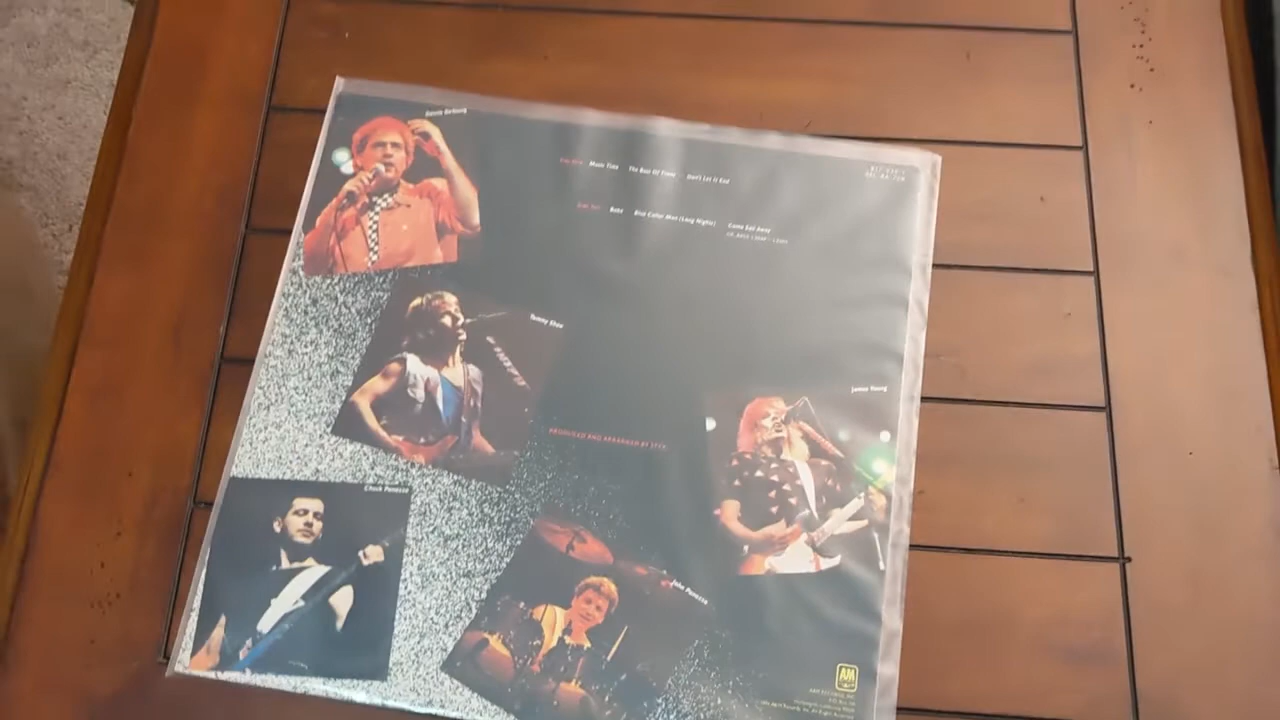 Dennis DeYoung
Side One Music Time The Best Of Times Don't Let It End
Side Two Babe Blue Collar Man (Long Nights) Come Sail Away
Tommy Shaw
James Young
PRODUCED AND ARRANGED BY STYX
Chuck Panozzo
John Panozzo
A&M
A&M RECORDS, INC.